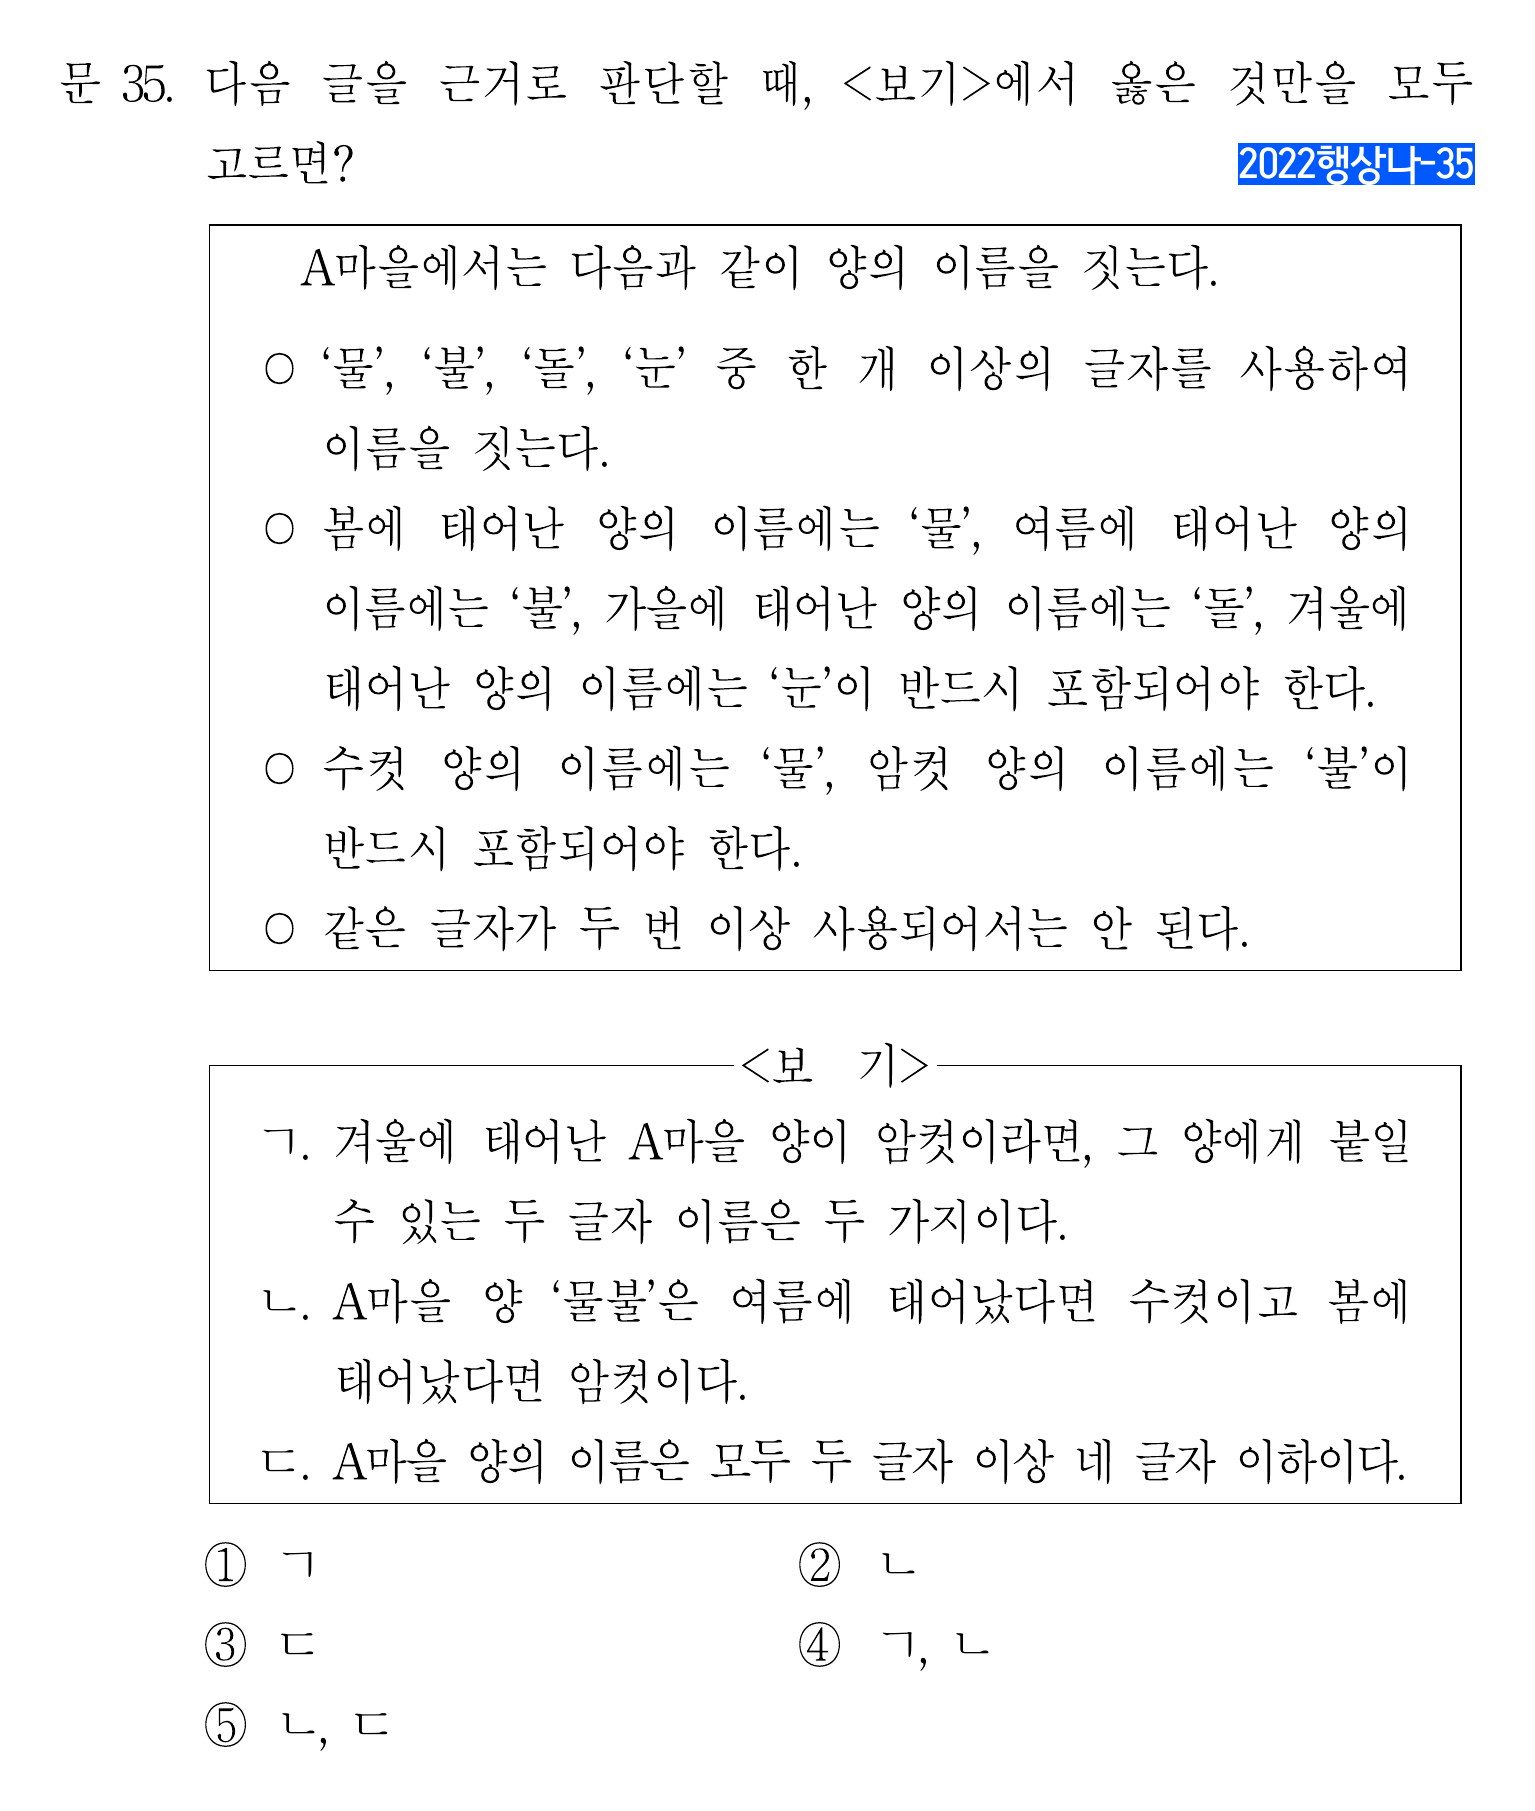 문 35. 다음 글을 근거로 판단할 때, <보기>에서 옳은 것만을 모두
고르면?
2022행상나-35
A마을에서는 다음과 같이 양의 이름을 짓는다.
○ ‘물’, ‘불’, ‘돌’, ‘눈’ 중 한 개 이상의 글자를 사용하여
이름을 짓는다.
○ 봄에 태어난 양의 이름에는 ‘물’, 여름에 태어난 양의
이름에는 ‘불’, 가을에 태어난 양의 이름에는 ‘돌’, 겨울에
태어난 양의 이름에는 ‘눈’이 반드시 포함되어야 한다.
○ 수컷 양의 이름에는 ‘물’, 암컷 양의 이름에는 ‘불’이
반드시 포함되어야 한다.
○ 같은 글자가 두 번 이상 사용되어서는 안 된다.
<보 기>
ㄱ. 겨울에 태어난 A마을 양이 암컷이라면, 그 양에게 붙일
수 있는 두 글자 이름은 두 가지이다.
ㄴ. A마을 양 ‘물불’은 여름에 태어났다면 수컷이고 봄에
태어났다면 암컷이다.
ㄷ. A마을 양의 이름은 모두 두 글자 이상 네 글자 이하이다.
① ㄱ
② ㄴ
③ ㄷ
④ ㄱ, ㄴ
⑤ ㄴ, ㄷ